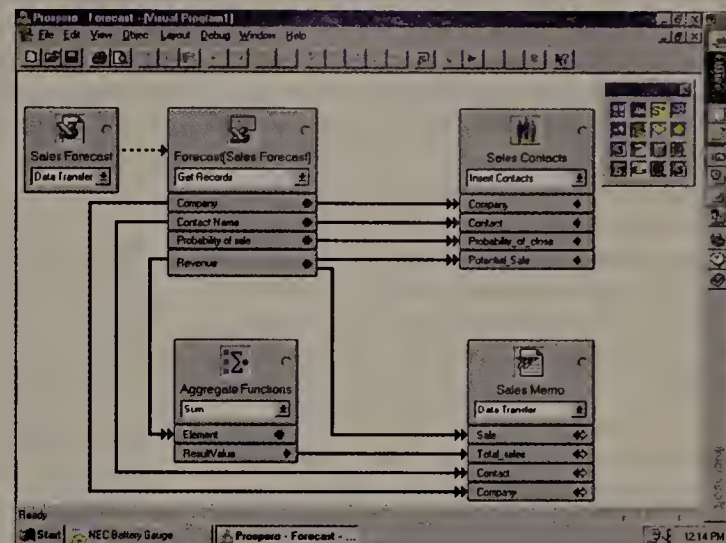 Prospero - Forecast - [Visual Program1]
File Edit View Objec Layout Debug Window Help
Sales Forecast
Data Transfer
Forecast(Sales Forecast)
Get Records
Company
Contact Name
Probability of sale
Revenue
Sales Contacts
Insert Contacts
Company
Contact
Probability_of_close
Potential_Sale
Aggregate Functions
Sum
Element
ResultValue
Sales Memo
Data Transfer
Sale
Total_sales
Contact
Company
Ready
Start
NEC Battery Gauge
Prospero - Forecast - ...
12:14 PM